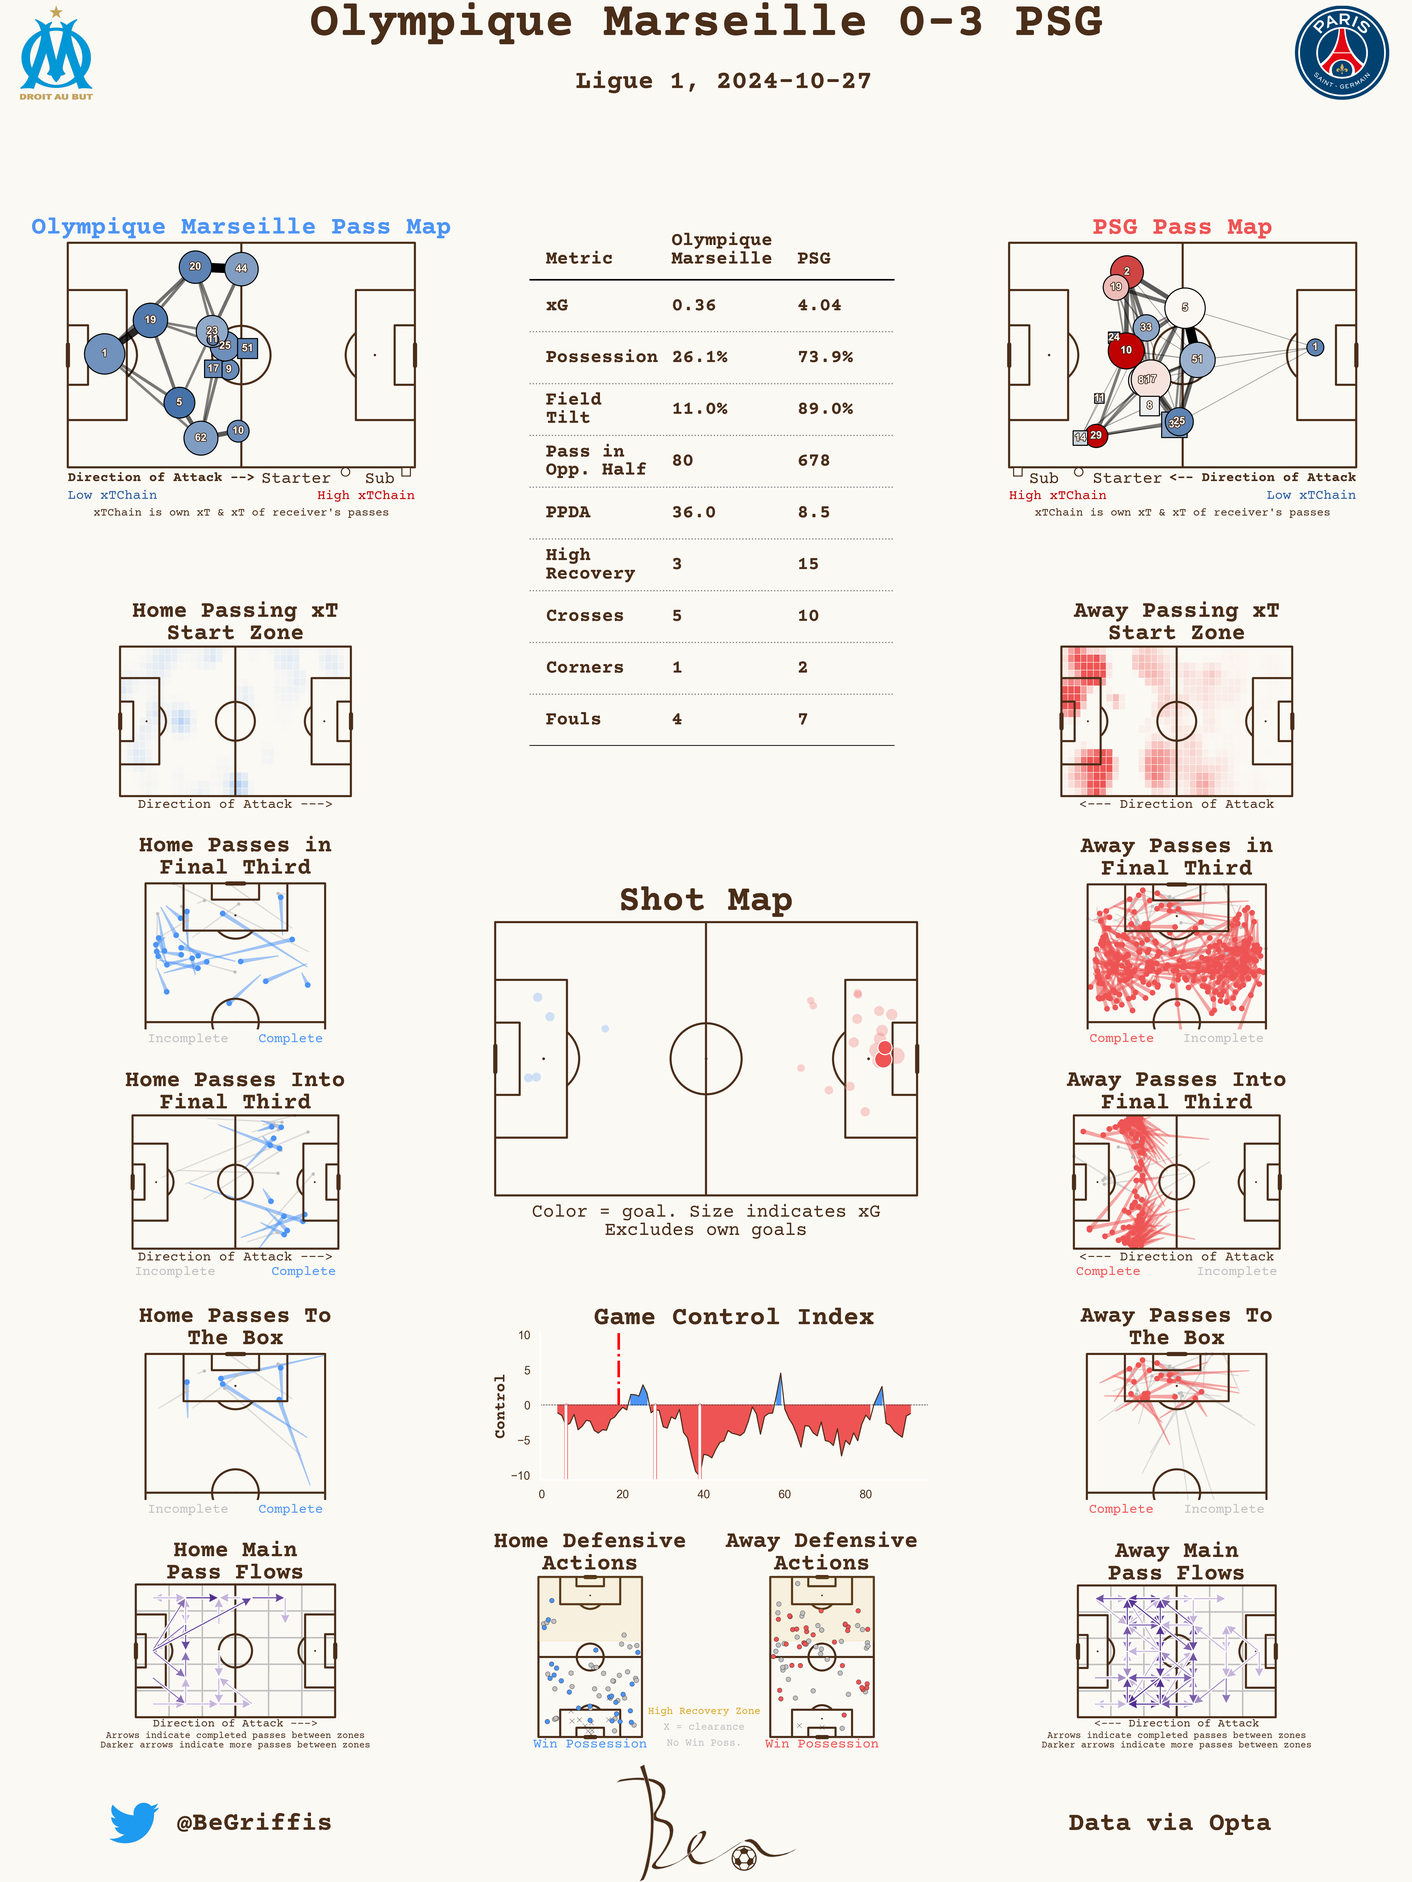 Olympique Marseille 0-3 PSG
Ligue 1, 2024-10-27
DROIT AU BUT
PARIS
SAINT-GERMAIN
Olympique Marseille Pass Map
20
44
19
23
11
25
51
1
17
9
5
62
10
Direction of Attack --> Starter Sub
Low xTChain High xTChain
xTChain is own xT & xT of receiver's passes
Metric Olympique Marseille PSG
xG 0.36 4.04
Possession 26.1% 73.9%
Field Tilt 11.0% 89.0%
Pass in Opp. Half 80 678
PPDA 36.0 8.5
High Recovery 3 15
Crosses 5 10
Corners 1 2
Fouls 4 7
PSG Pass Map
2
19
5
33
24
10
51
1
17
11
8
25
14
29
Sub Starter <-- Direction of Attack
High xTChain Low xTChain
xTChain is own xT & xT of receiver's passes
Home Passing xT
Start Zone
Direction of Attack --->
Away Passing xT
Start Zone
<--- Direction of Attack
Home Passes in
Final Third
Incomplete Complete
Shot Map
Color = goal. Size indicates xG
Excludes own goals
Away Passes in
Final Third
Complete Incomplete
Home Passes Into
Final Third
Direction of Attack --->
Incomplete Complete
Away Passes Into
Final Third
<--- Direction of Attack
Complete Incomplete
Home Passes To
The Box
Incomplete Complete
Game Control Index
Control
10
5
0
−5
−10
0 20 40 60 80
Away Passes To
The Box
Complete Incomplete
Home Main
Pass Flows
Direction of Attack --->
Arrows indicate completed passes between zones
Darker arrows indicate more passes between zones
Home Defensive
Actions
Win Possession
High Recovery Zone
X = clearance
No Win Poss.
Away Defensive
Actions
Win Possession
Away Main
Pass Flows
<--- Direction of Attack
Arrows indicate completed passes between zones
Darker arrows indicate more passes between zones
@BeGriffis
Ben
Data via Opta